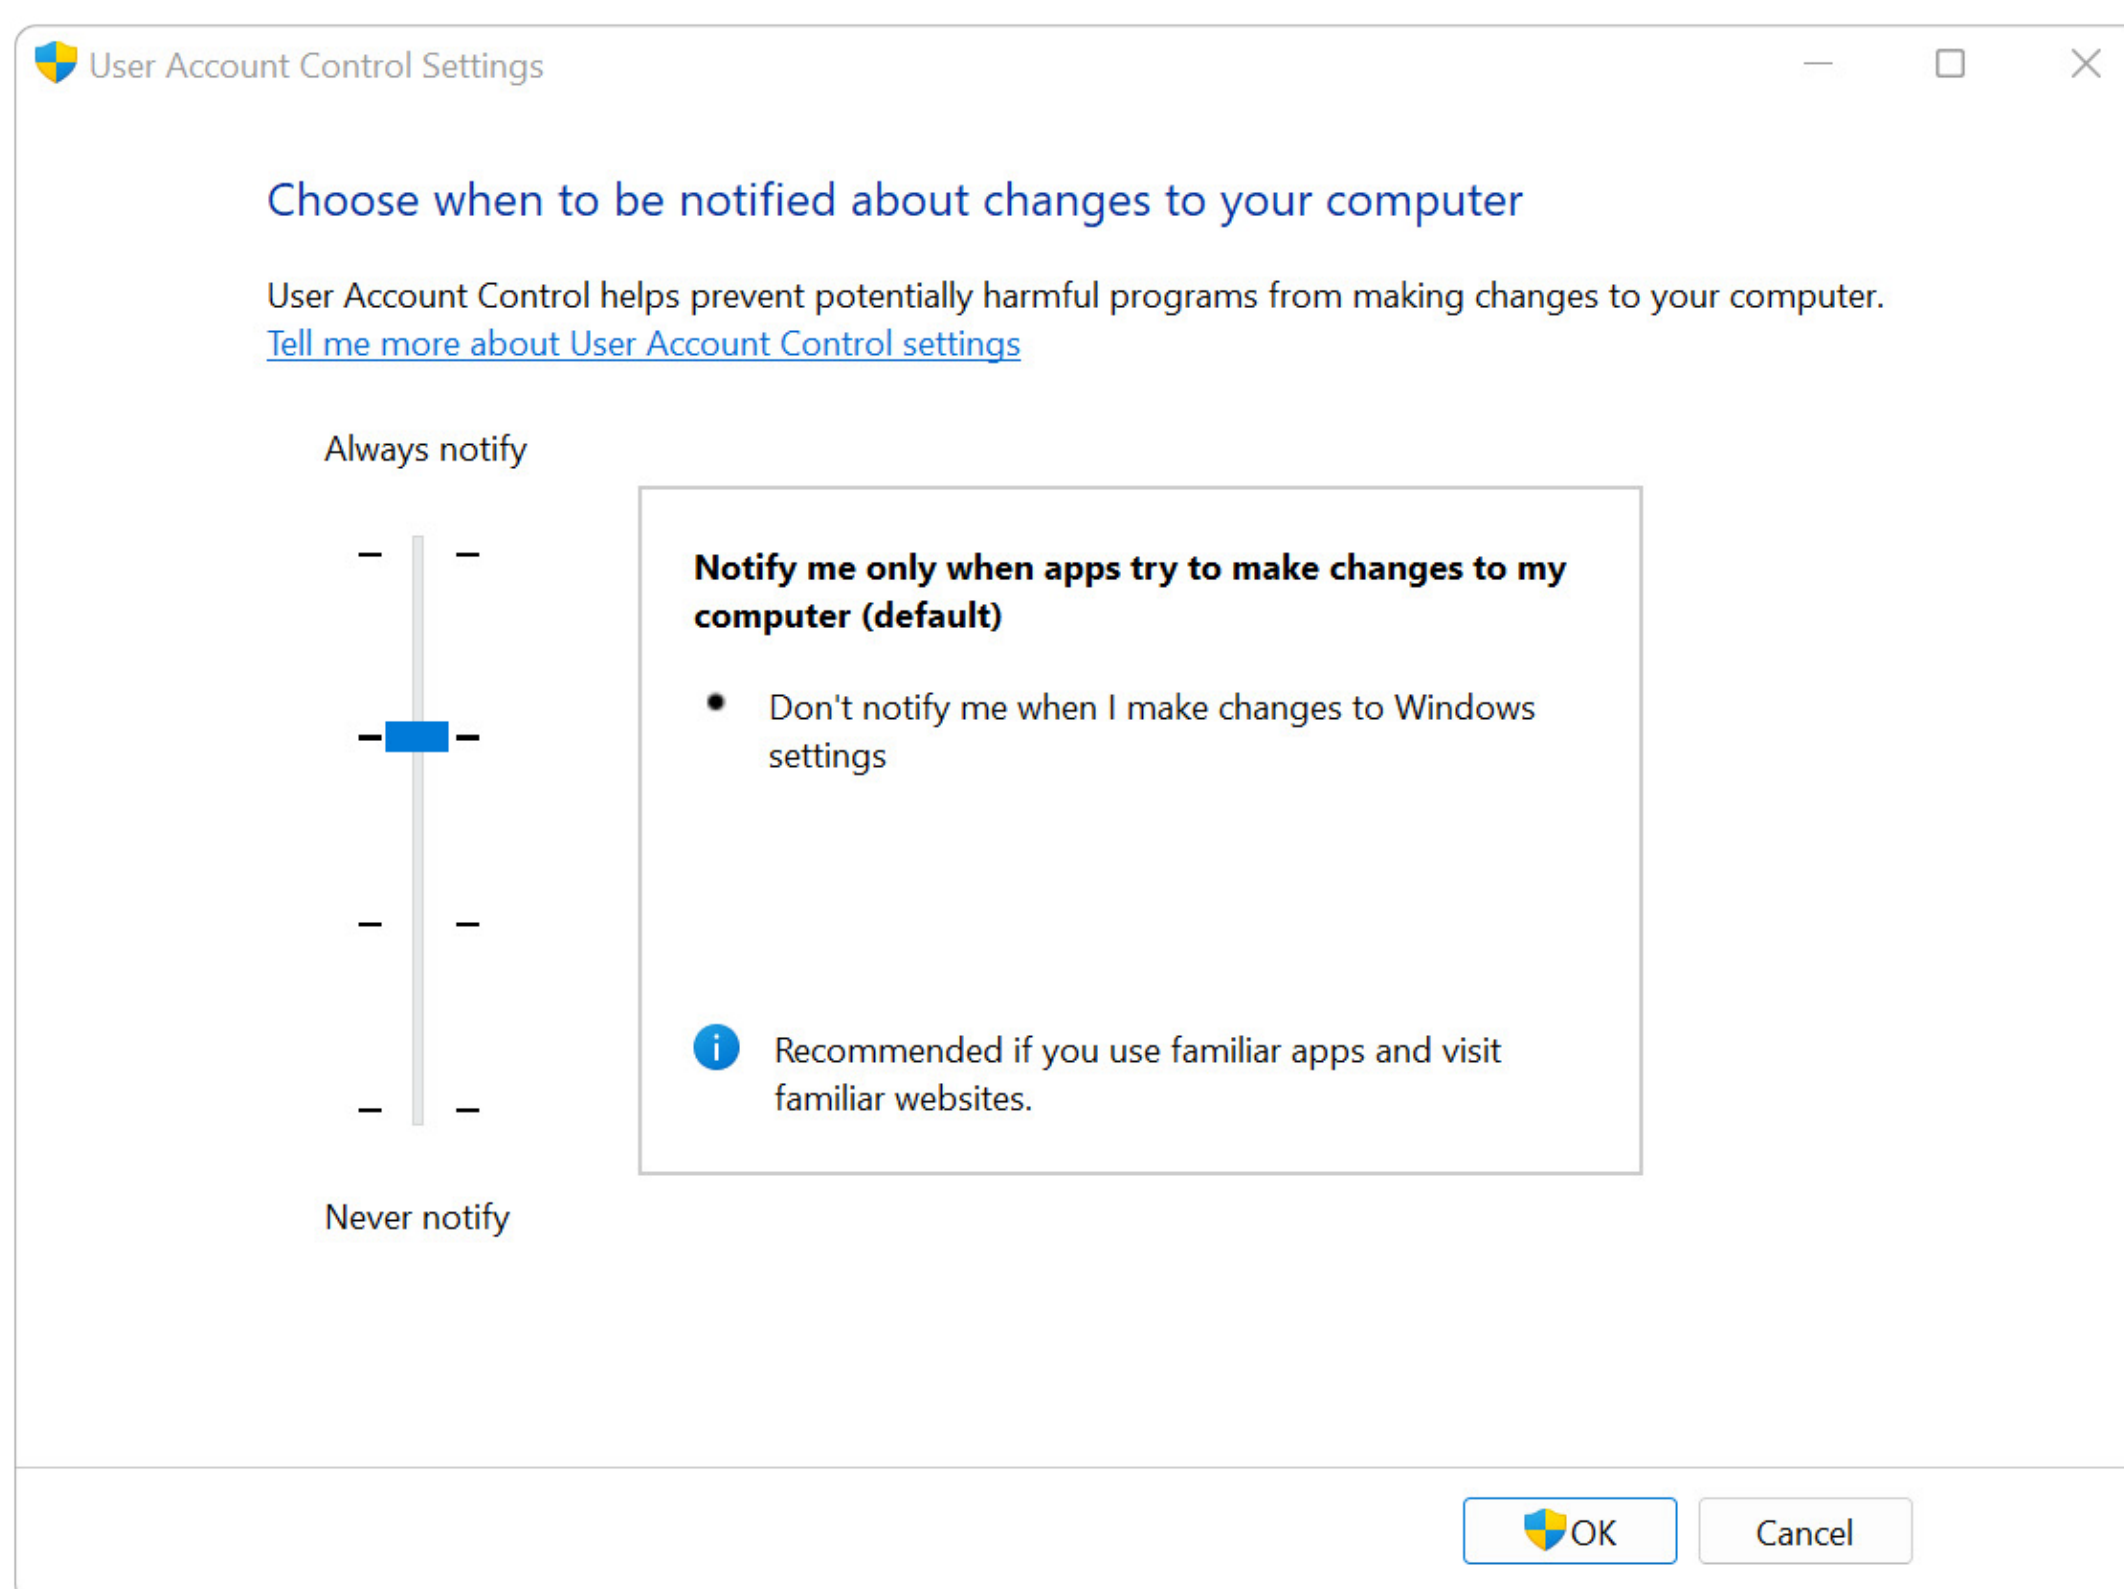 User Account Control Settings
Choose when to be notified about changes to your computer
User Account Control helps prevent potentially harmful programs from making changes to your computer.
Tell me more about User Account Control settings
Always notify
Notify me only when apps try to make changes to my
computer (default)
Don't notify me when I make changes to Windows
settings
Recommended if you use familiar apps and visit
familiar websites.
Never notify
OK
Cancel